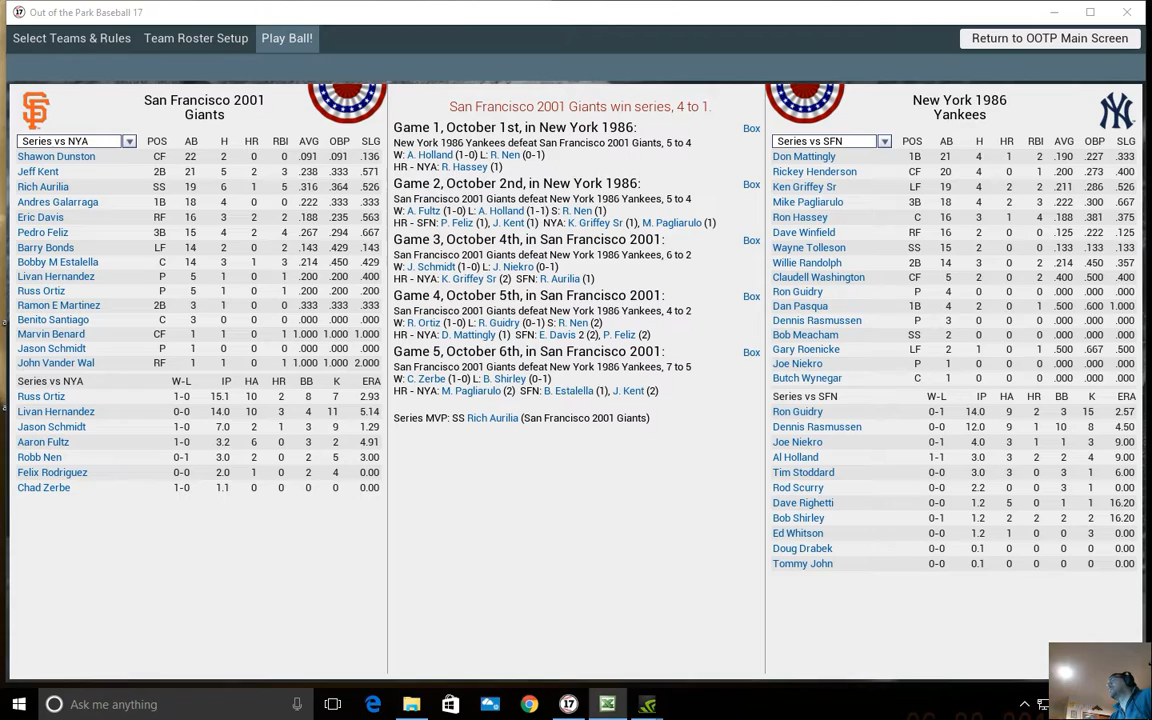 Out of the Park Baseball 17
Select Teams & Rules Team Roster Setup Play Ball! Return to OOTP Main Screen
San Francisco 2001
Giants
Series vs NYA POS AB H HR RBI AVG OBP SLG
Shawon Dunston CF 22 2 0 0 .091 .091 .136
Jeff Kent 2B 21 5 2 3 .238 .333 .571
Rich Aurilia SS 19 6 1 5 .316 .364 .526
Andres Galarraga 1B 18 4 0 0 .222 .333 .333
Eric Davis RF 16 3 2 2 .188 .235 .563
Pedro Feliz 3B 15 4 2 4 .267 .294 .667
Barry Bonds LF 14 2 0 2 .143 .429 .143
Bobby M Estalella C 14 3 1 3 .214 .450 .429
Livan Hernandez P 5 1 0 1 .200 .200 .400
Russ Ortiz P 5 1 0 1 .200 .200 .200
Ramon E Martinez 2B 3 1 0 0 .333 .333 .333
Benito Santiago C 3 0 0 0 .000 .000 .000
Marvin Benard CF 1 1 0 1 1.000 1.000 1.000
Jason Schmidt P 1 0 0 0 .000 .000 .000
John Vander Wal RF 1 1 0 1 1.000 1.000 2.000
Series vs NYA W-L IP HA HR BB K ERA
Russ Ortiz 1-0 15.1 10 2 8 7 2.93
Livan Hernandez 0-0 14.0 10 3 4 11 5.14
Jason Schmidt 1-0 7.0 2 1 3 9 1.29
Aaron Fultz 1-0 3.2 6 0 3 2 4.91
Robb Nen 0-1 3.0 2 0 2 5 3.00
Felix Rodriguez 0-0 2.0 1 0 2 4 0.00
Chad Zerbe 1-0 1.1 0 0 0 0 0.00
San Francisco 2001 Giants win series, 4 to 1.
Game 1, October 1st, in New York 1986: Box
New York 1986 Yankees defeat San Francisco 2001 Giants, 5 to 4
W: A. Holland (1-0) L: R. Nen (0-1)
HR - NYA: R. Hassey (1)
Game 2, October 2nd, in New York 1986: Box
San Francisco 2001 Giants defeat New York 1986 Yankees, 5 to 4
W: A. Fultz (1-0) L: A. Holland (1-1) S: R. Nen (1)
HR - SFN: P. Feliz (1), J. Kent (1) NYA: K. Griffey Sr (1), M. Pagliarulo (1)
Game 3, October 4th, in San Francisco 2001: Box
San Francisco 2001 Giants defeat New York 1986 Yankees, 6 to 2
W: J. Schmidt (1-0) L: J. Niekro (0-1)
HR - NYA: K. Griffey Sr (2) SFN: R. Aurilia (1)
Game 4, October 5th, in San Francisco 2001: Box
San Francisco 2001 Giants defeat New York 1986 Yankees, 4 to 2
W: R. Ortiz (1-0) L: R. Guidry (0-1) S: R. Nen (2)
HR - NYA: D. Mattingly (1) SFN: E. Davis 2 (2), P. Feliz (2)
Game 5, October 6th, in San Francisco 2001: Box
San Francisco 2001 Giants defeat New York 1986 Yankees, 7 to 5
W: C. Zerbe (1-0) L: B. Shirley (0-1)
HR - NYA: M. Pagliarulo (2) SFN: B. Estalella (1), J. Kent (2)
Series MVP: SS Rich Aurilia (San Francisco 2001 Giants)
New York 1986
Yankees
Series vs SFN POS AB H HR RBI AVG OBP SLG
Don Mattingly 1B 21 4 1 2 .190 .227 .333
Rickey Henderson CF 20 4 0 1 .200 .273 .400
Ken Griffey Sr LF 19 4 2 2 .211 .286 .526
Mike Pagliarulo 3B 18 4 2 3 .222 .300 .667
Ron Hassey C 16 3 1 4 .188 .381 .375
Dave Winfield RF 16 2 0 2 .125 .222 .125
Wayne Tolleson SS 15 2 0 0 .133 .133 .133
Willie Randolph 2B 14 3 0 2 .214 .450 .357
Claudell Washington CF 5 2 0 0 .400 .500 .400
Ron Guidry P 4 0 0 0 .000 .000 .000
Dan Pasqua 1B 4 2 0 1 .500 .600 1.000
Dennis Rasmussen P 3 0 0 0 .000 .000 .000
Bob Meacham SS 2 0 0 0 .000 .000 .000
Gary Roenicke LF 2 1 0 1 .500 .667 .500
Joe Niekro P 1 0 0 0 .000 .000 .000
Butch Wynegar C 1 0 0 0 .000 .000 .000
Series vs SFN W-L IP HA HR BB K ERA
Ron Guidry 0-1 14.0 9 2 3 15 2.57
Dennis Rasmussen 0-0 12.0 9 1 10 8 4.50
Joe Niekro 0-1 4.0 3 1 1 3 9.00
Al Holland 1-1 3.0 3 2 2 4 9.00
Tim Stoddard 0-0 3.0 3 0 3 1 6.00
Rod Scurry 0-0 2.2 0 0 3 1 0.00
Dave Righetti 0-0 1.2 5 0 1 1 16.20
Bob Shirley 0-1 1.2 2 2 2 2 16.20
Ed Whitson 0-0 1.2 1 0 0 3 0.00
Doug Drabek 0-0 0.1 0 0 0 0 0.00
Tommy John 0-0 0.1 0 0 0 0 0.00
Ask me anything